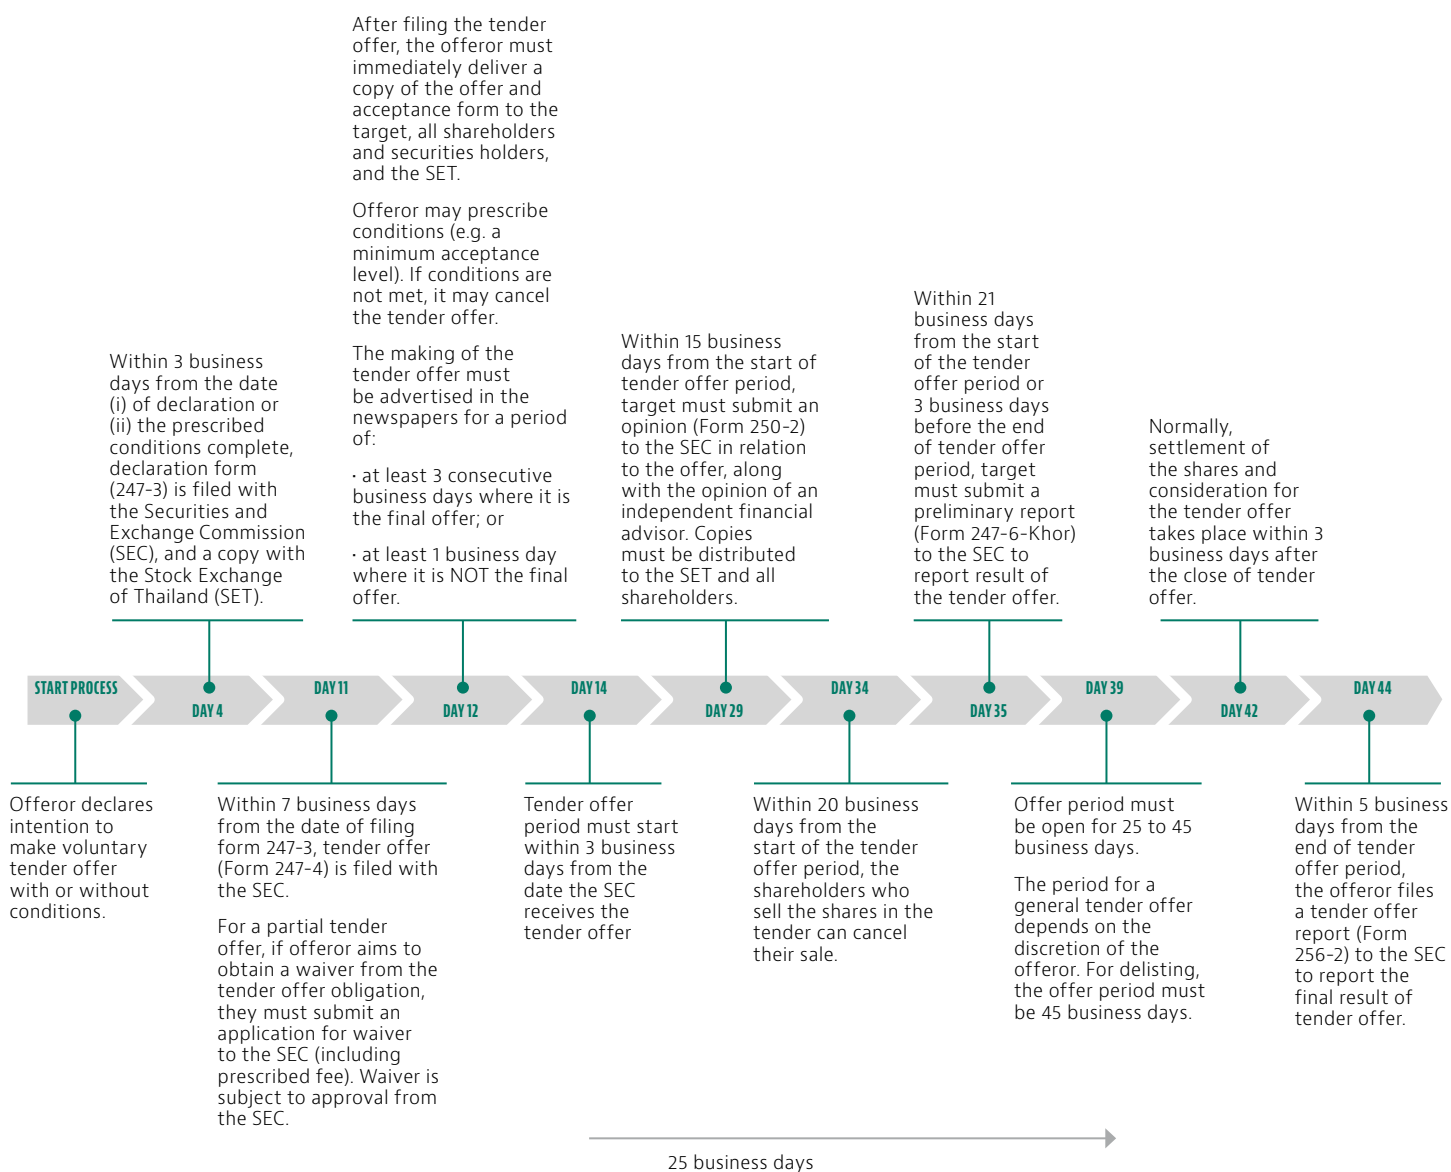 After filing the tender
offer, the offeror must
immediately deliver a
copy of the offer and
acceptance form to the
target, all shareholders
and securities holders,
and the SET.
Offeror may prescribe
conditions (e.g. a
minimum acceptance
level). If conditions are
not met, it may cancel
the tender offer.
The making of the
tender offer must
be advertised in the
newspapers for a period
of:
· at least 3 consecutive
business days where it is
the final offer; or
· at least 1 business day
where it is NOT the final
offer.
Within 3 business
days from the date
(i) of declaration or
(ii) the prescribed
conditions complete,
declaration form
(247-3) is filed with
the Securities and
Exchange Commission
(SEC), and a copy with
the Stock Exchange
of Thailand (SET).
Within 15 business
days from the start of
tender offer period,
target must submit an
opinion (Form 250-2)
to the SEC in relation
to the offer, along
with the opinion of an
independent financial
advisor. Copies
must be distributed
to the SET and all
shareholders.
Within 21
business days
from the start
of the tender
offer period or
3 business days
before the end
of tender offer
period, target
must submit a
preliminary report
(Form 247-6-Khor)
to the SEC to
report result of
the tender offer.
Normally,
settlement of
the shares and
consideration for
the tender offer
takes place within 3
business days after
the close of tender
offer.
START PROCESS
DAY 4
DAY 11
DAY 12
DAY 14
DAY 29
DAY 34
DAY 35
DAY 39
DAY 42
DAY 44
Offeror declares
intention to
make voluntary
tender offer
with or without
conditions.
Within 7 business days
from the date of filing
form 247-3, tender offer
(Form 247-4) is filed with
the SEC.
For a partial tender
offer, if offeror aims to
obtain a waiver from the
tender offer obligation,
they must submit an
application for waiver
to the SEC (including
prescribed fee). Waiver is
subject to approval from
the SEC.
Tender offer
period must start
within 3 business
days from the
date the SEC
receives the
tender offer
Within 20 business
days from the
start of the tender
offer period, the
shareholders who
sell the shares in the
tender can cancel
their sale.
Offer period must
be open for 25 to 45
business days.
The period for a
general tender offer
depends on the
discretion of the
offeror. For delisting,
the offer period must
be 45 business days.
Within 5 business
days from the
end of tender
offer period,
the offeror files
a tender offer
report (Form
256-2) to the SEC
to report the
final result of
tender offer.
25 business days